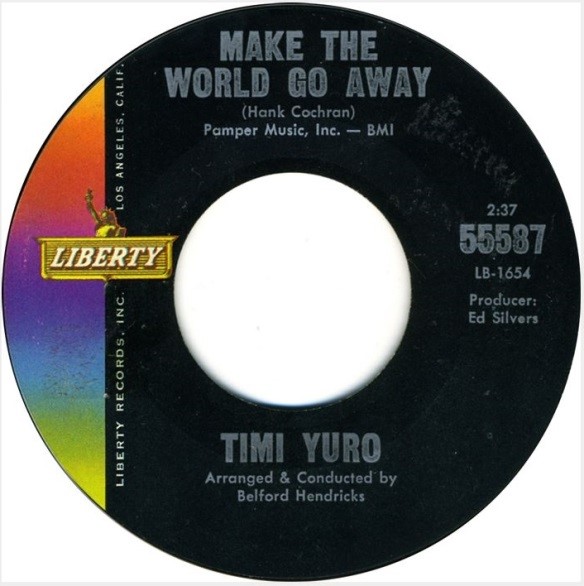 MAKE THE
WORLD GO AWAY
(Hank Cochran)
Pamper Music, Inc. — BMI
2:37
55587
LB-1654
Producer:
Ed Silvers
LIBERTY
LIBERTY RECORDS, INC. LOS ANGELES, CALIF.
TIMI YURO
Arranged & Conducted by
Belford Hendricks